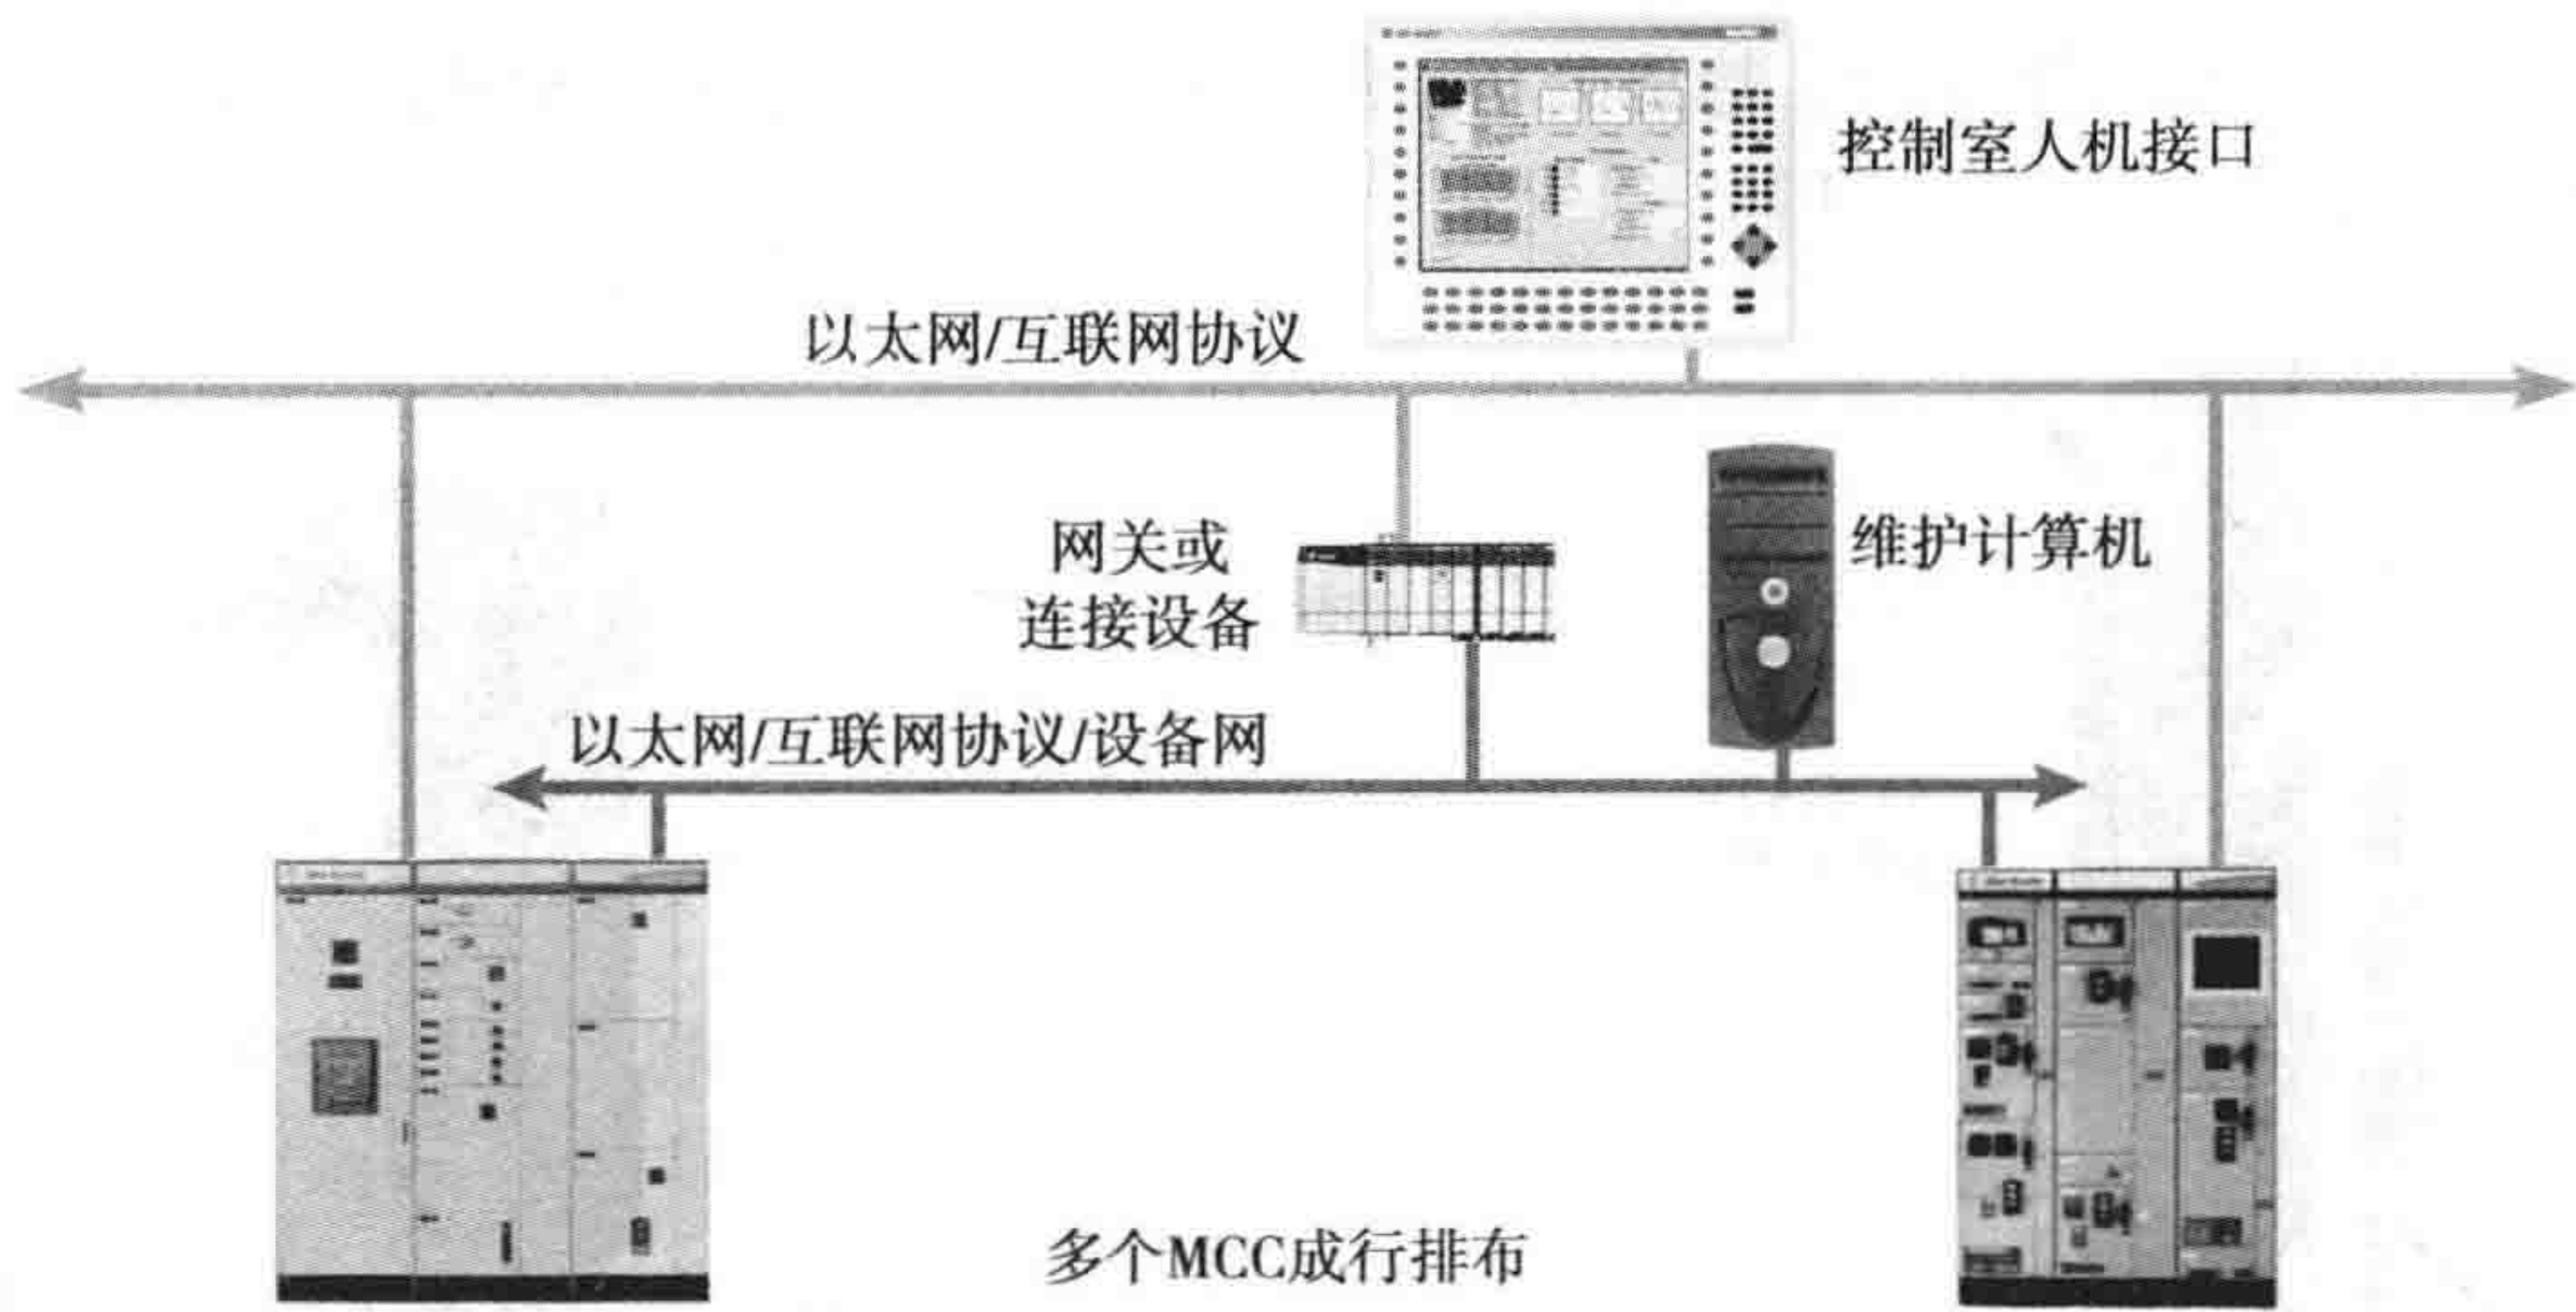 控制室人机接口
以太网/互联网协议
网关或
连接设备
维护计算机
以太网/互联网协议/设备网
多个MCC成行排布